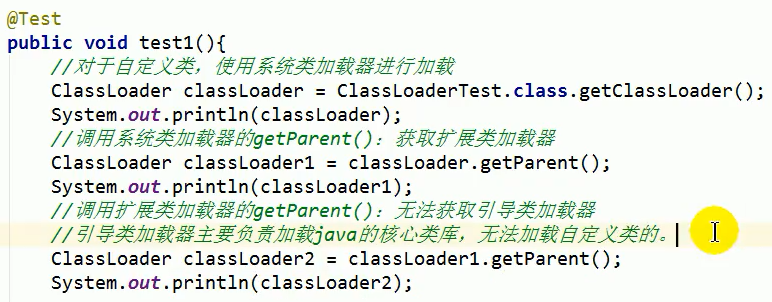 @Test
public void test1(){
//对于自定义类，使用系统类加载器进行加载
ClassLoader classLoader = ClassLoaderTest.class.getClassLoader();
System.out.println(classLoader);
//调用系统类加载器的getParent()：获取扩展类加载器
ClassLoader classLoader1 = classLoader.getParent();
System.out.println(classLoader1);
//调用扩展类加载器的getParent()：无法获取引导类加载器
//引导类加载器主要负责加载java的核心类库，无法加载自定义类的。
ClassLoader classLoader2 = classLoader1.getParent();
System.out.println(classLoader2);